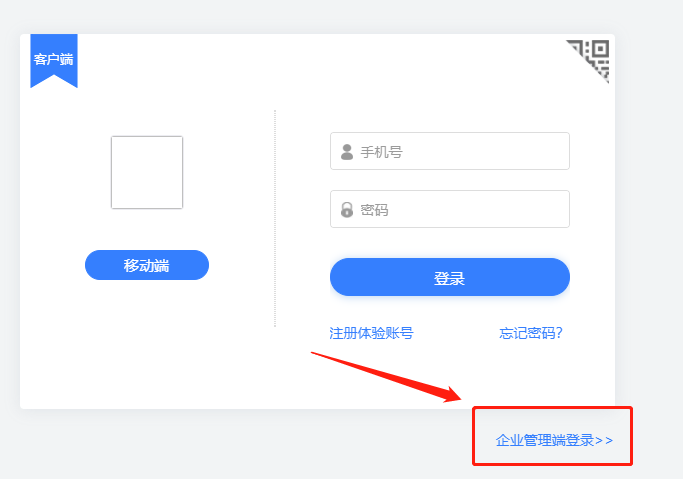 客户端
手机号
密码
移动端
登录
注册体验账号
忘记密码?
企业管理端登录>>